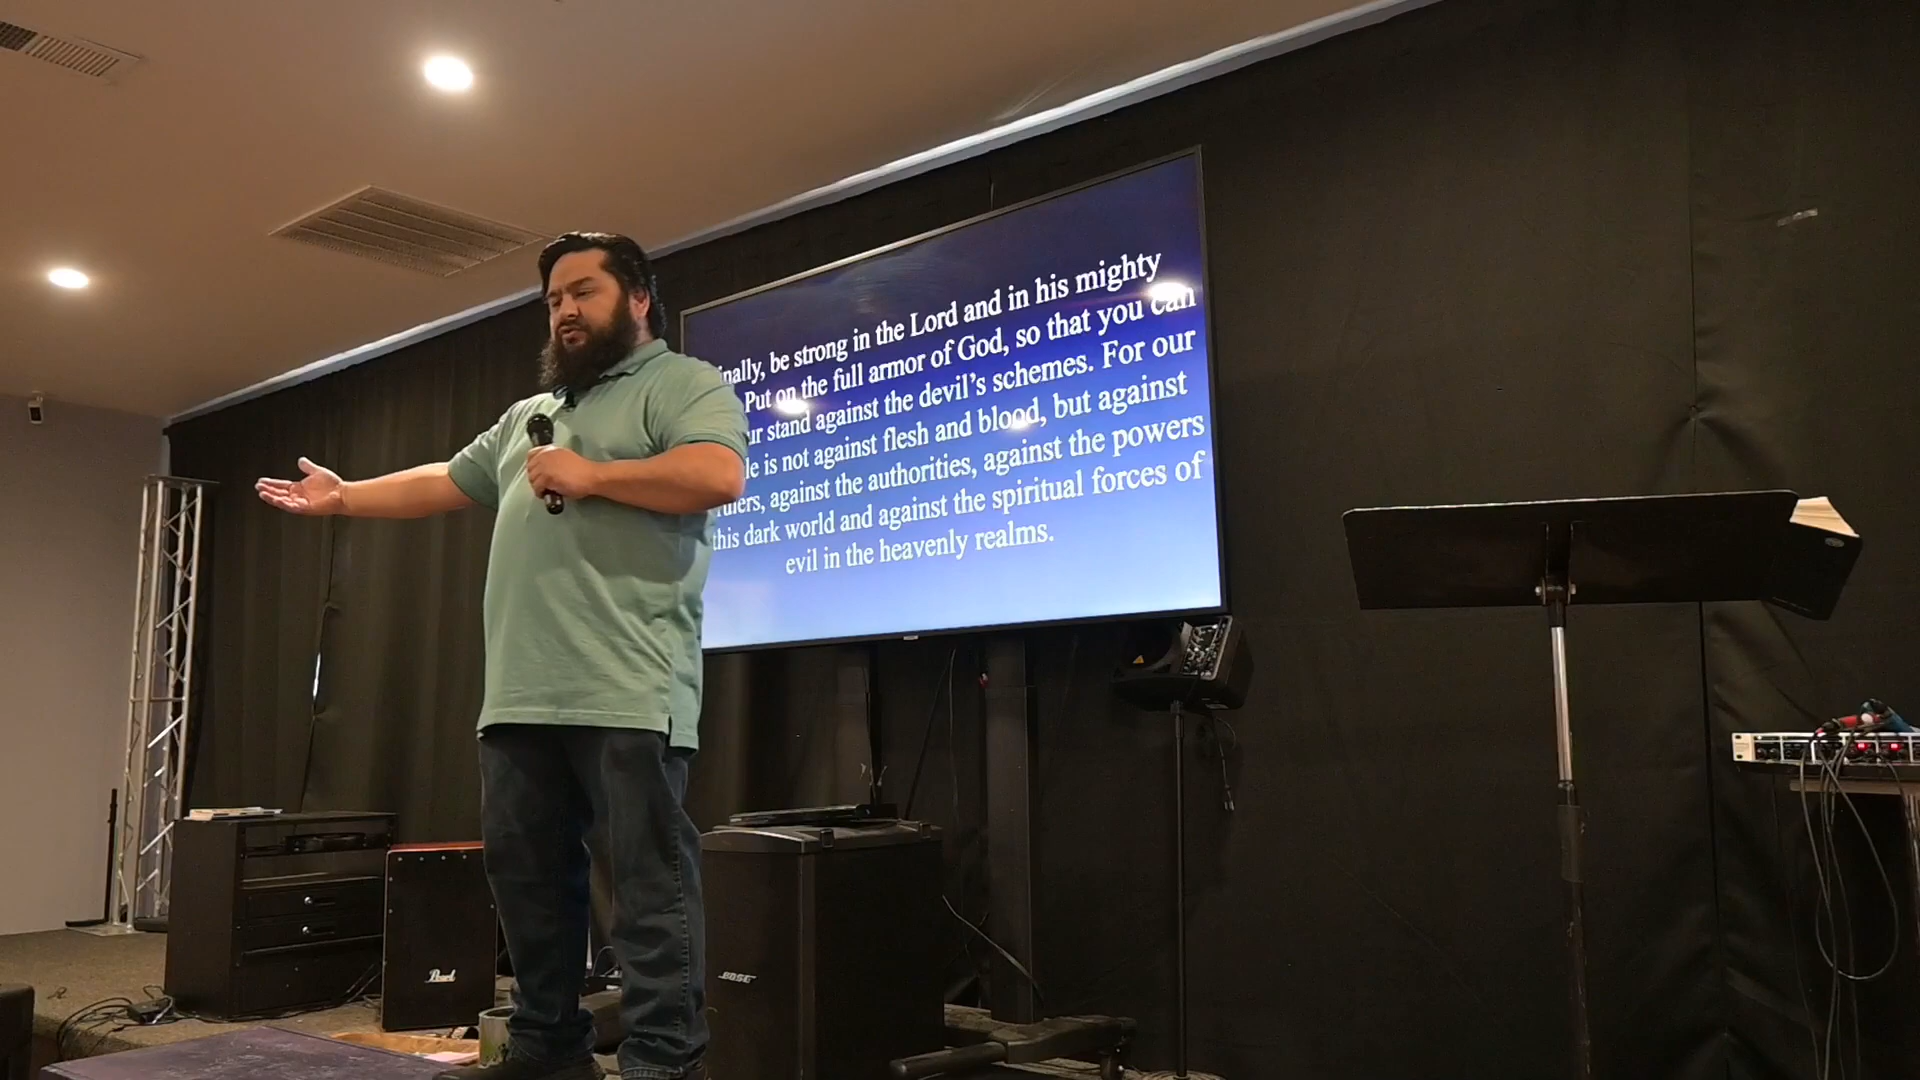 inally, be strong in the Lord and in his mighty
Put on the full armor of God, so that you can
ur stand against the devil's schemes. For our
le is not against flesh and blood, but against
rulers, against the authorities, against the powers
this dark world and against the spiritual forces of
evil in the heavenly realms.
Pearl
BOSE